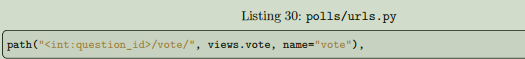 Listing 30: polls/urls.py
path("<int:question_id>/vote/", views.vote, name="vote"),